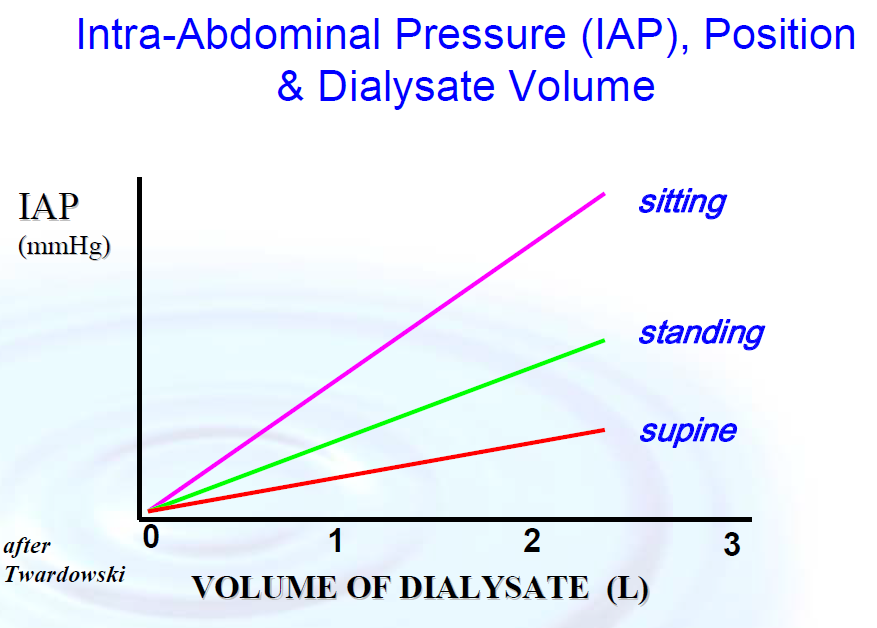 Intra-Abdominal Pressure (IAP), Position
& Dialysate Volume
IAP
(mmHg)
sitting
standing
supine
0
1
2
3
after
Twardowski
VOLUME OF DIALYSATE (L)